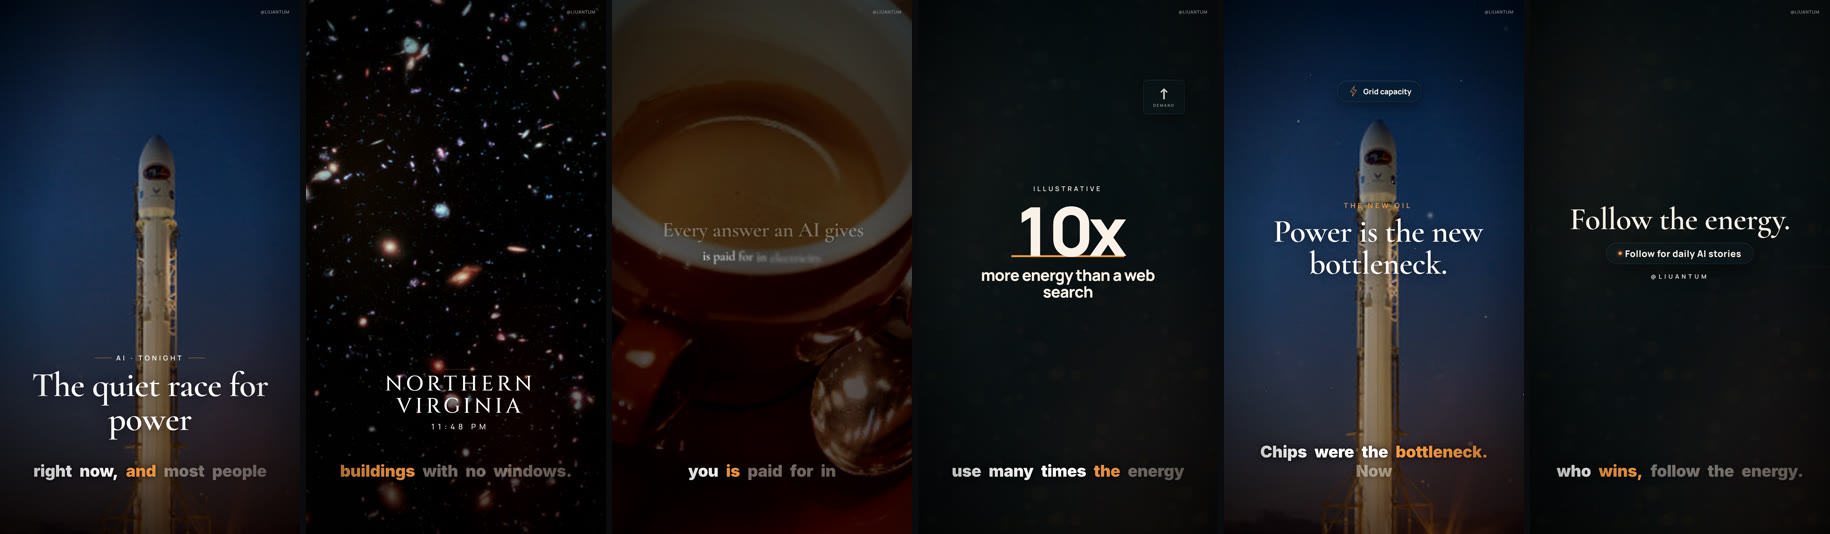 @LIUANTUM
AI · TONIGHT
The quiet race for
power
right now, and most people
@LIUANTUM
NORTHERN
VIRGINIA
11:48 PM
buildings with no windows.
@LIUANTUM
Every answer an AI gives
is paid for in electricity.
you is paid for in
@LIUANTUM
DEMAND
ILLUSTRATIVE
10x
more energy than a web
search
use many times the energy
@LIUANTUM
Grid capacity
THE NEW OIL
Power is the new
bottleneck.
Chips were the bottleneck.
Now
@LIUANTUM
Follow the energy.
Follow for daily AI stories
@LIUANTUM
who wins, follow the energy.